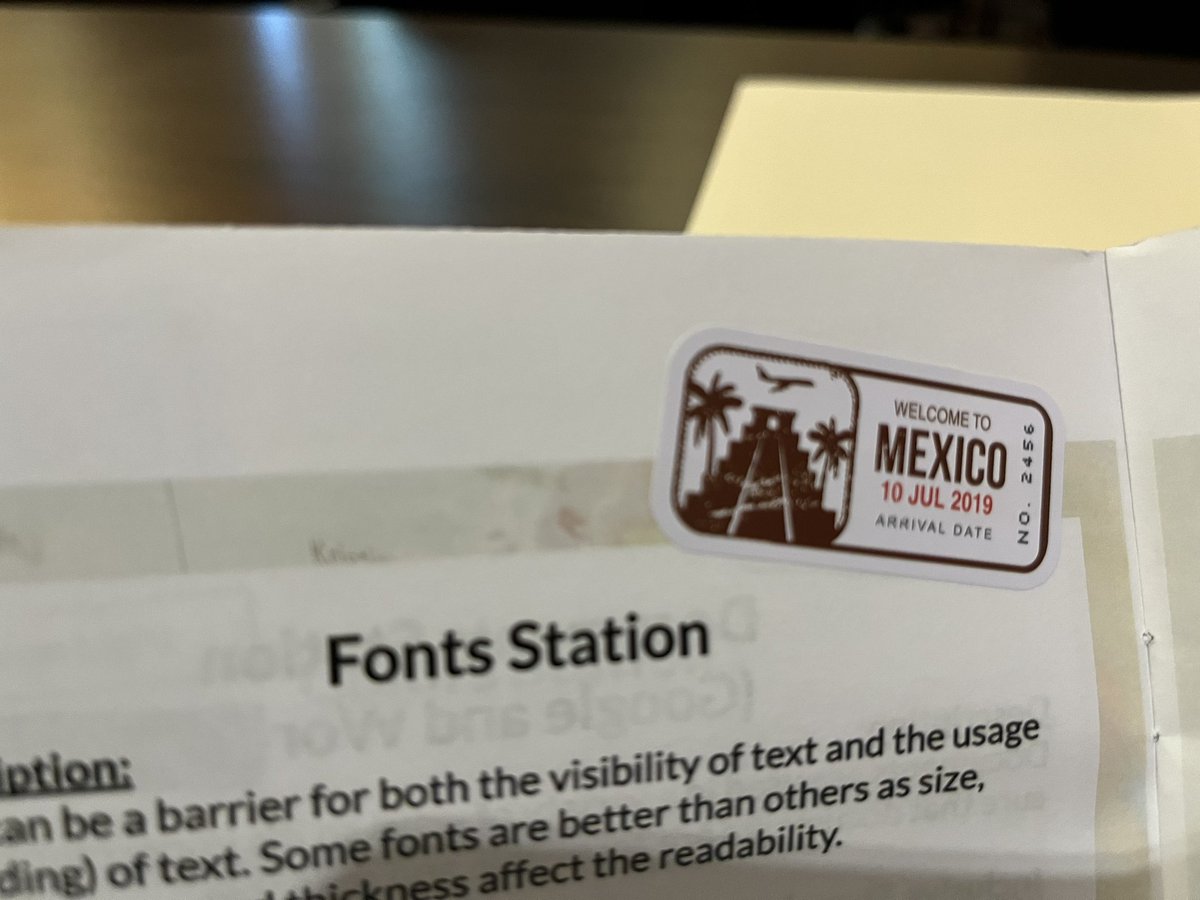 WELCOME TO
MEXICO
10 JUL 2019
ARRIVAL DATE
NO. 2456
Fonts Station
iption:
can be a barrier for both the visibility of text and the usage
ding) of text. Some fonts are better than others as size,
thickness affect the readability.